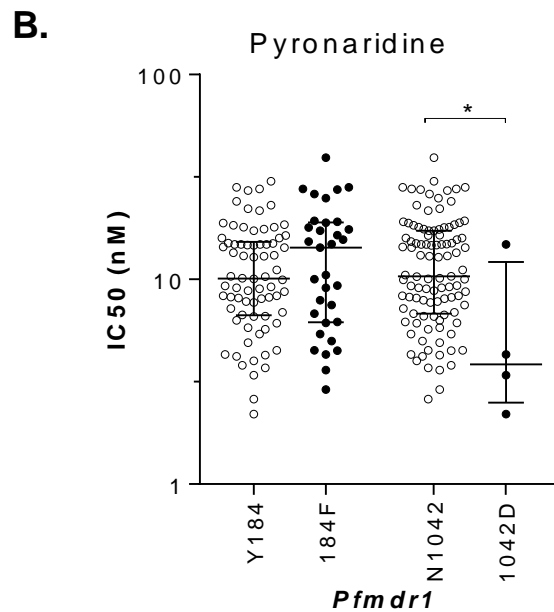 B.
Pyronaridine
100
*
IC50 (nM)
10
1
Y184
184F
N1042
1042D
Pfmdr1